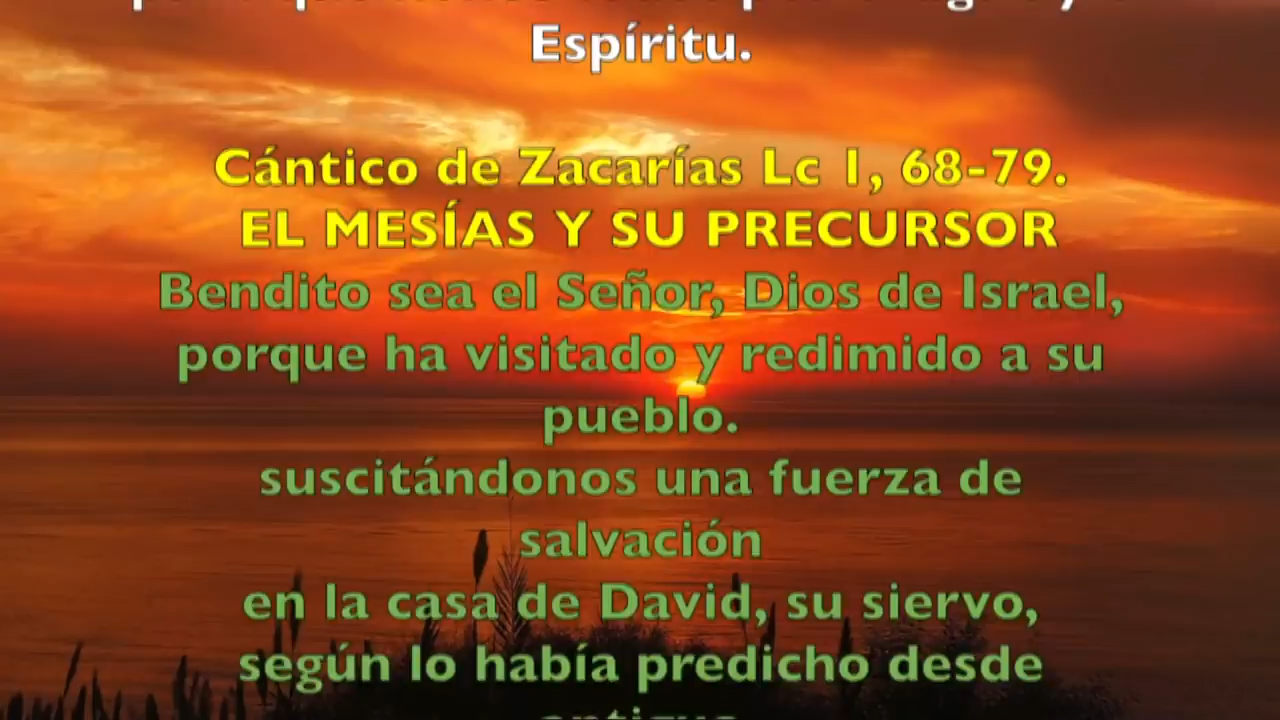 Espíritu.
Cántico de Zacarías Lc 1, 68-79.
EL MESÍAS Y SU PRECURSOR
Bendito sea el Señor, Dios de Israel,
porque ha visitado y redimido a su
pueblo.
suscitándonos una fuerza de
salvación
en la casa de David, su siervo,
según lo había predicho desde